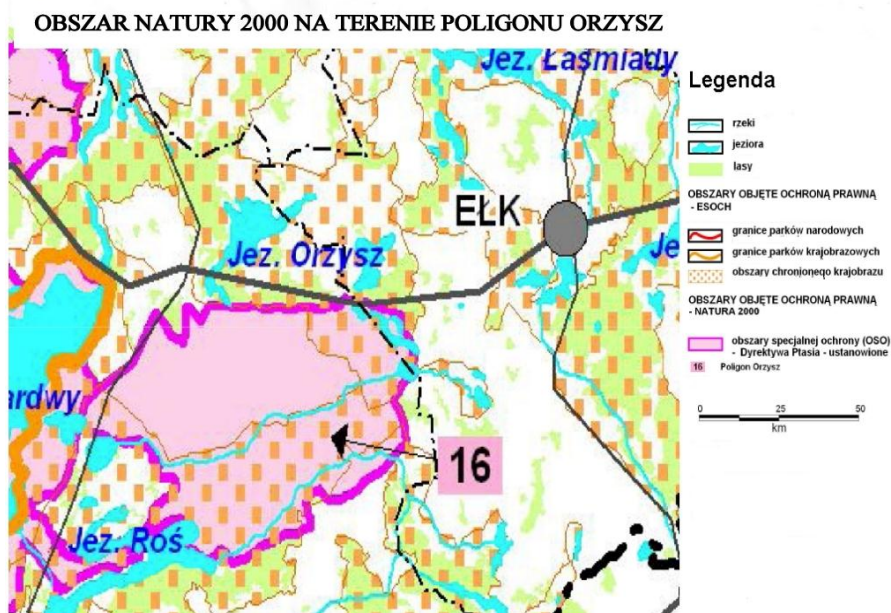 OBSZAR NATURY 2000 NA TERENIE POLIGONU ORZYSZ
Jez. Łaśmiady
EŁK
Jez. Orzysz
Je
ardwy
16
Jez. Roś
Legenda
rzeki
jeziora
lasy
OBSZARY OBJĘTE OCHRONĄ PRAWNĄ
- ESOCH
granice parków narodowych
granice parków krajobrazowych
obszary chronionego krajobrazu
OBSZARY OBJĘTE OCHRONĄ PRAWNĄ
- NATURA 2000
obszary specjalnej ochrony (OSO)
- Dyrektywa Ptasia - ustanowione
16 Poligon Orzysz
0 25 50
km